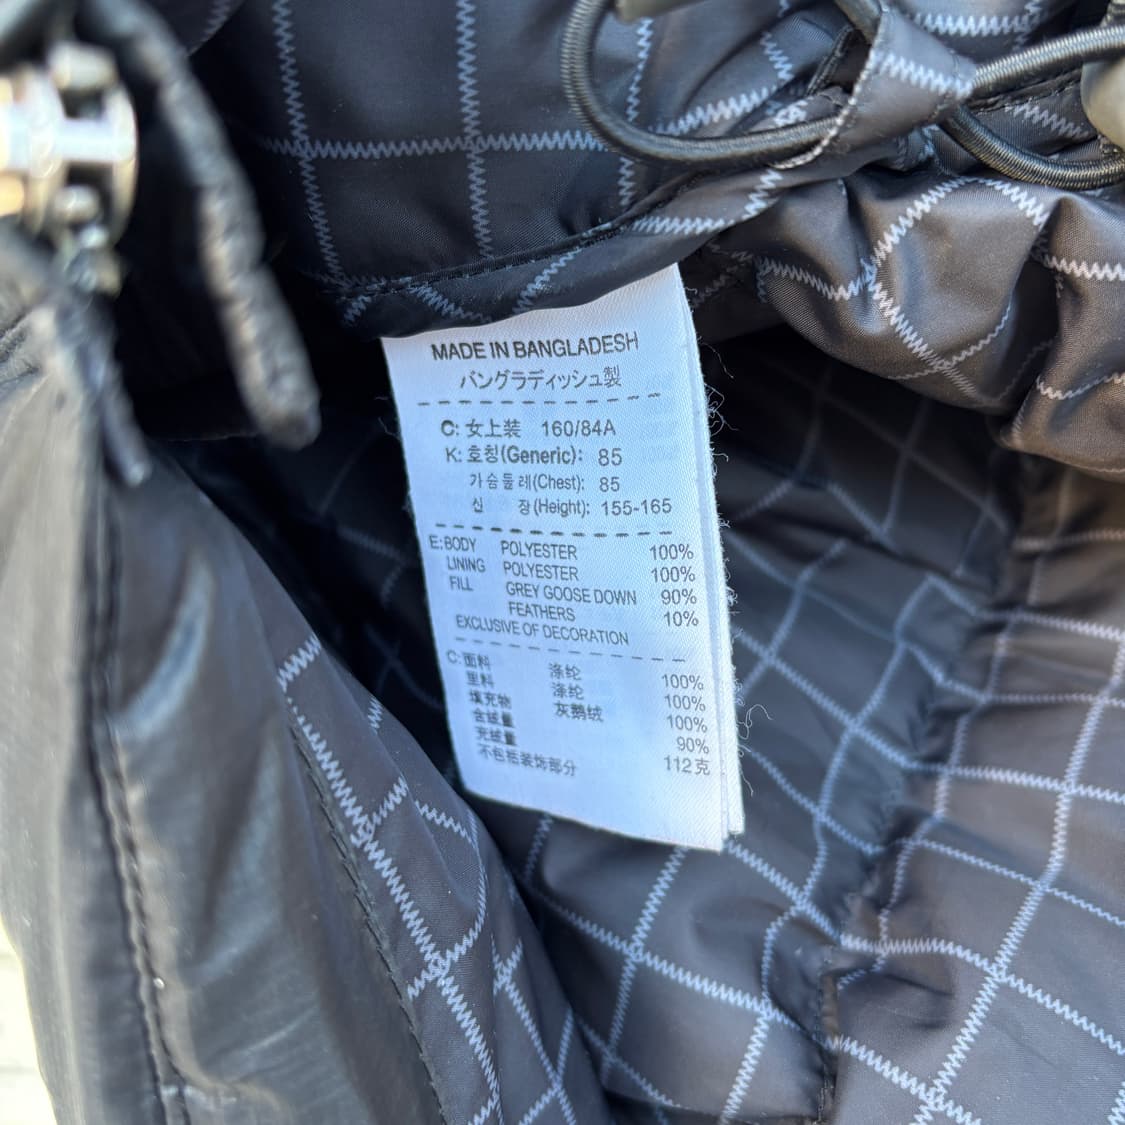 MADE IN BANGLADESH
バングラディッシュ製
C: 女上装 160/84A
K: 호칭(Generic): 85
가슴둘레(Chest): 85
신 장(Height): 155-165
E: BODY POLYESTER 100%
LINING POLYESTER 100%
FILL GREY GOOSE DOWN 90%
FEATHERS 10%
EXCLUSIVE OF DECORATION
C: 面料 涤纶 100%
里料 涤纶 100%
填充物 灰鹅绒 100%
含绒量 90%
充绒量 112克
不包括装饰部分